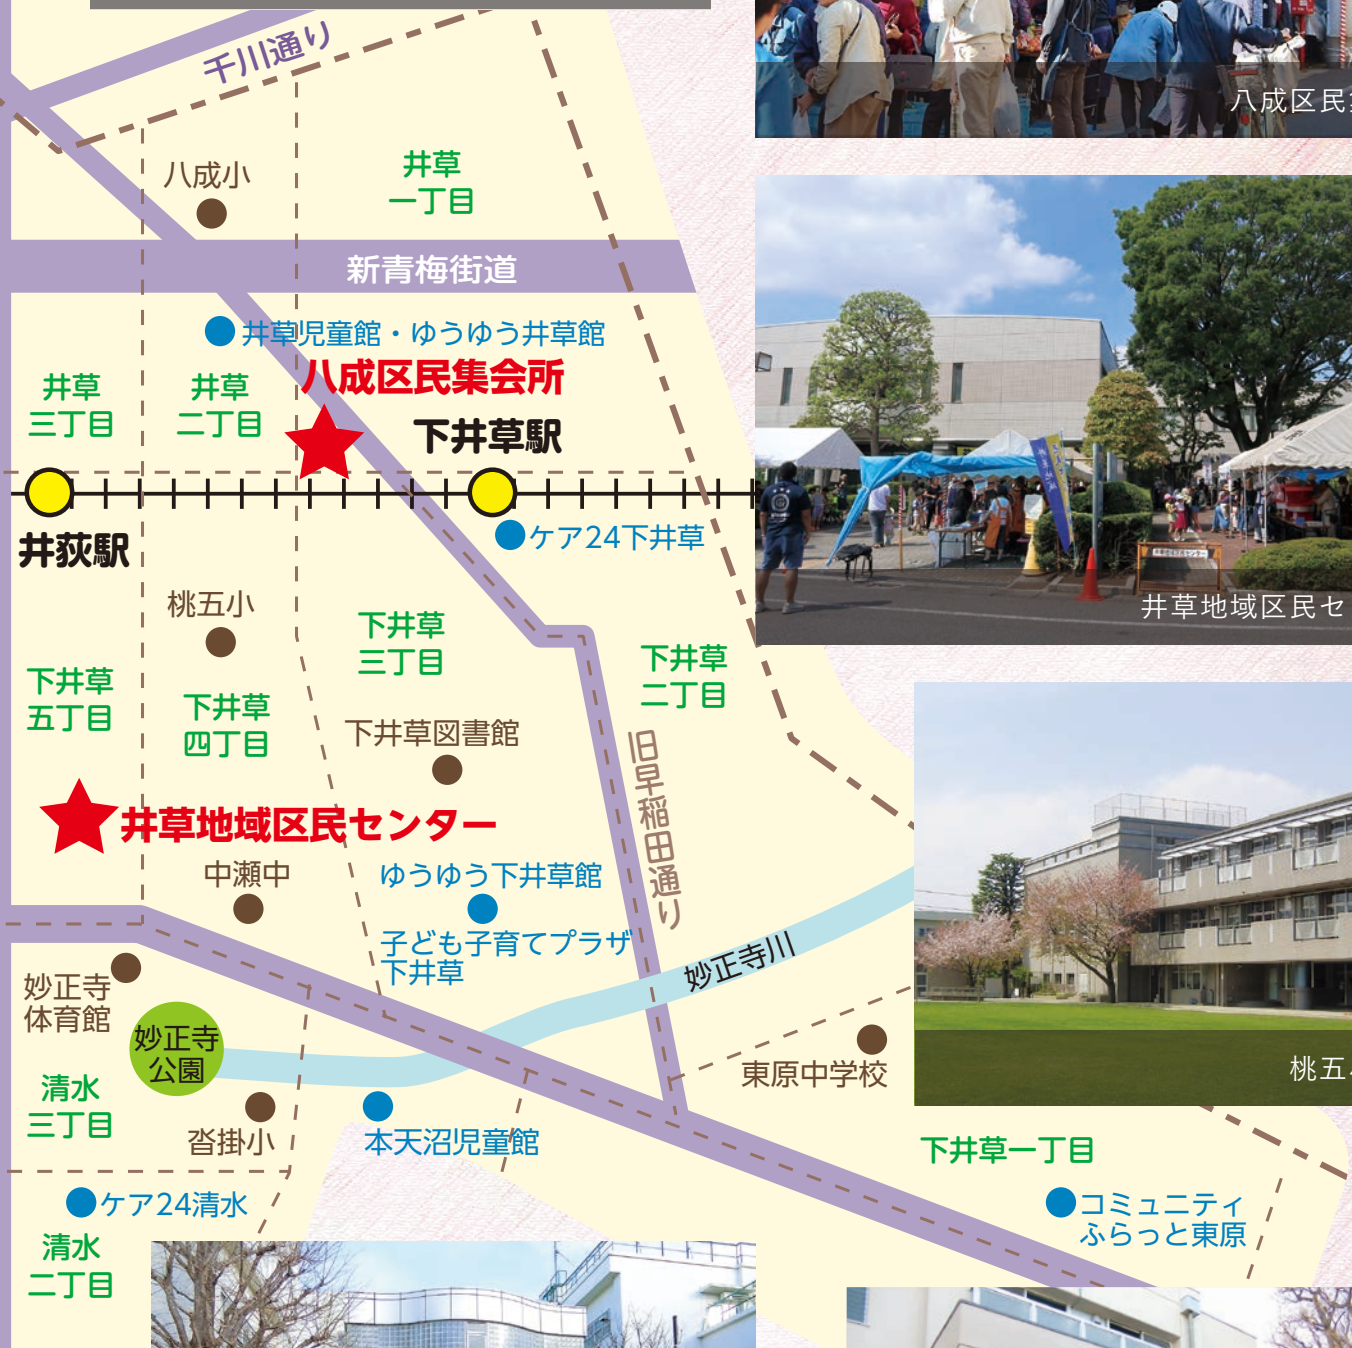 千川通り
八成区民
八成小
井草
一丁目
新青梅街道
井草児童館・ゆうゆう井草館
八成区民集会所
井草
三丁目
井草
二丁目
下井草駅
井荻駅
ケア24下井草
井草地域区民セ
桃五小
下井草
三丁目
下井草
二丁目
下井草
五丁目
下井草
四丁目
下井草図書館
旧早稲田通り
井草地域区民センター
中瀬中
ゆうゆう下井草館
子ども子育てプラザ
下井草
妙正寺川
妙正寺
体育館
妙正寺
公園
東原中学校
桃五
清水
三丁目
沓掛小
本天沼児童館
下井草一丁目
ケア24清水
コミュニティ
ふらっと東原
清水
二丁目